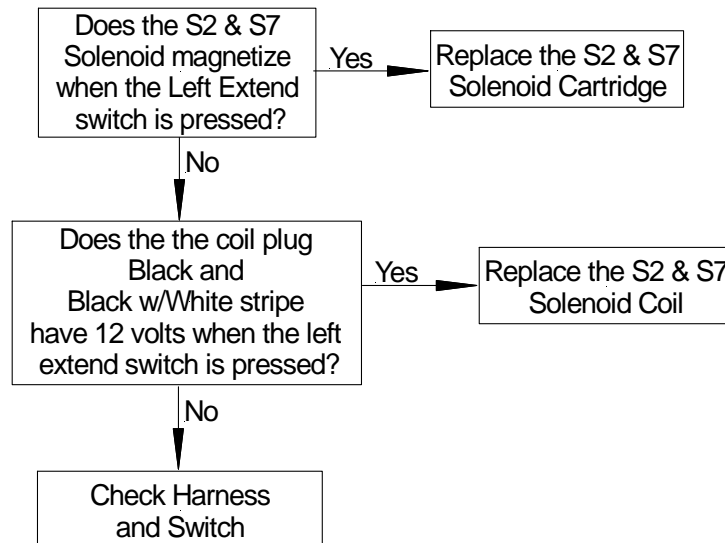 Does the S2 & S7
Solenoid magnetize
when the Left Extend
switch is pressed?
Yes
Replace the S2 & S7
Solenoid Cartridge
No
Does the the coil plug
Black and
Black w/White stripe
have 12 volts when the left
extend switch is pressed?
Yes
Replace the S2 & S7
Solenoid Coil
No
Check Harness
and Switch